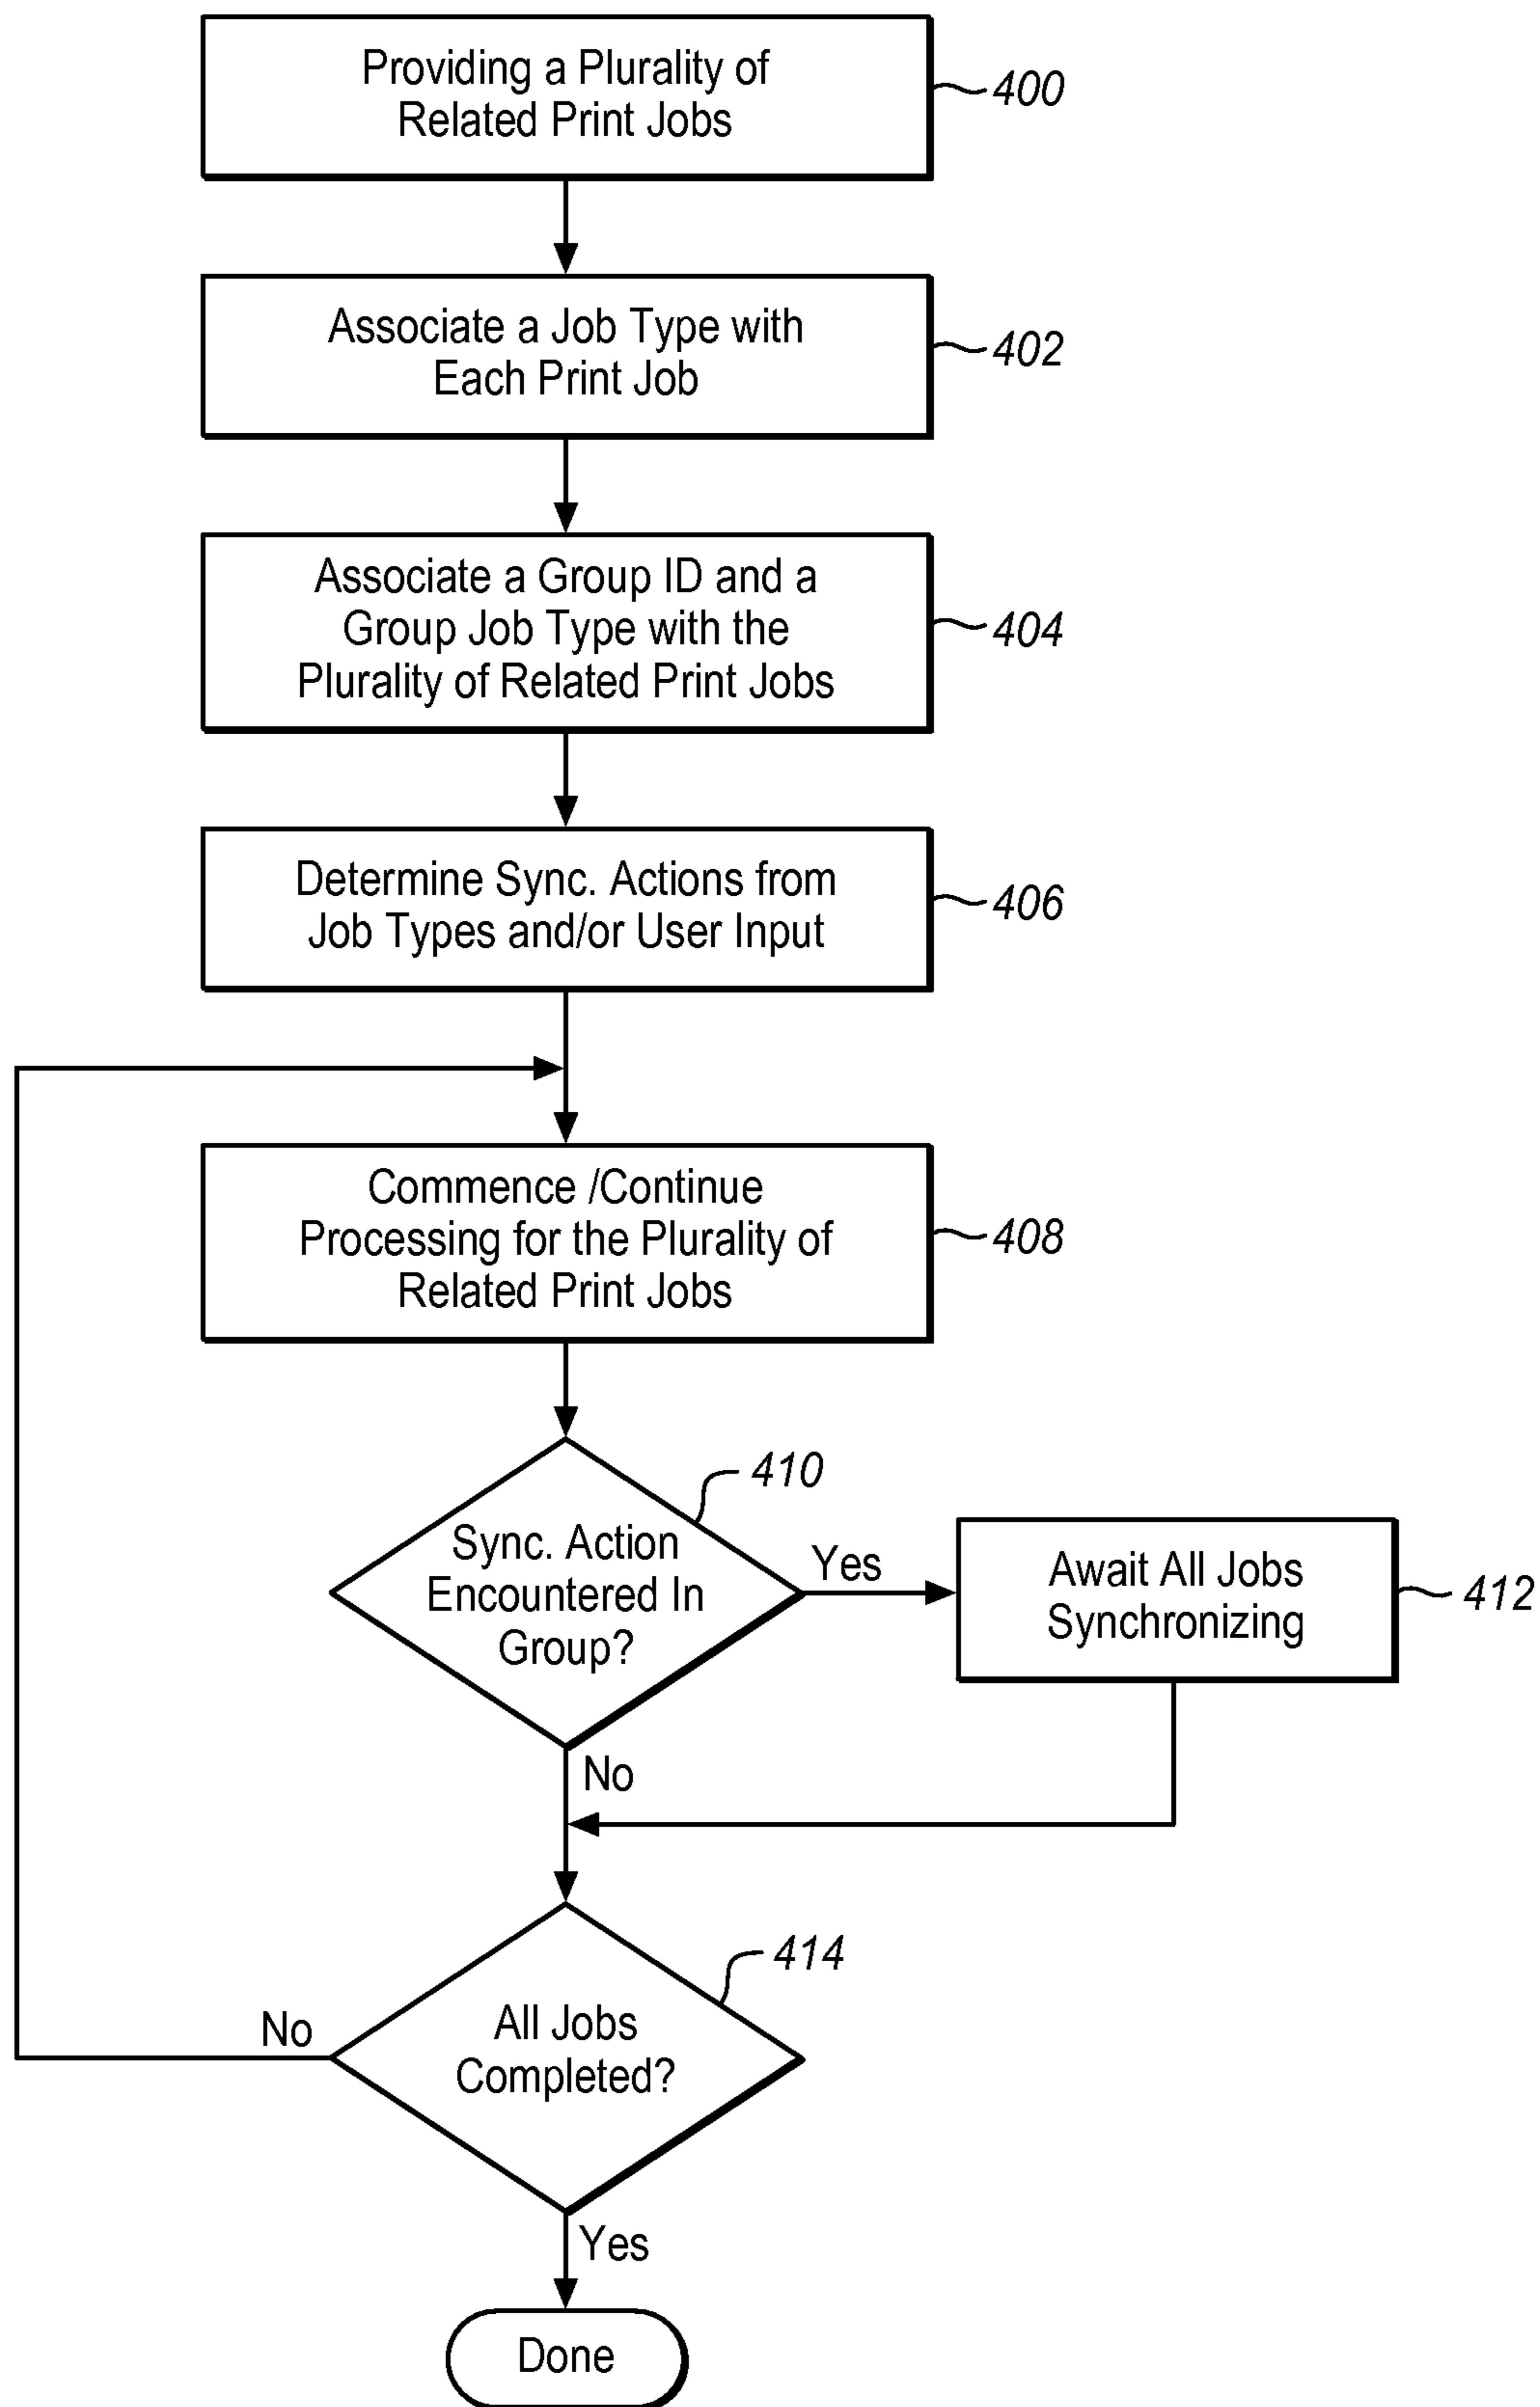 Providing a Plurality of
Related Print Jobs
400
Associate a Job Type with
Each Print Job
402
Associate a Group ID and a
Group Job Type with the
Plurality of Related Print Jobs
404
Determine Sync. Actions from
Job Types and/or User Input
406
Commence /Continue
Processing for the Plurality of
Related Print Jobs
408
410
Sync. Action
Encountered In
Group?
Yes
Await All Jobs
Synchronizing
412
No
414
All Jobs
Completed?
No
Yes
Done